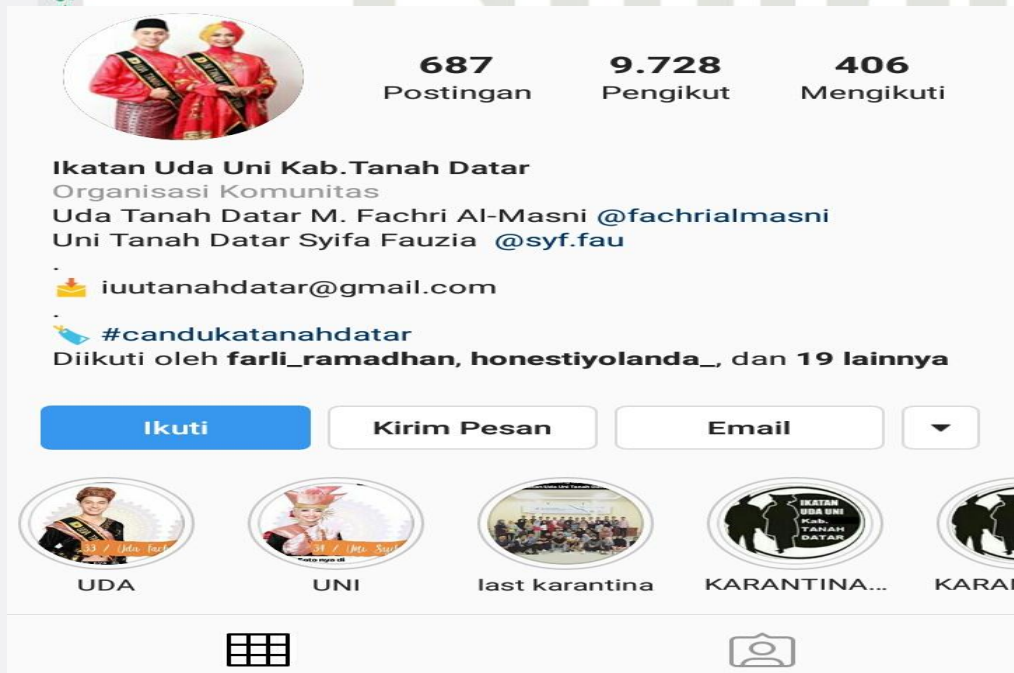 687 9.728 406
Postingan Pengikut Mengikuti
Ikatan Uda Uni Kab.Tanah Datar
Organisasi Komunitas
Uda Tanah Datar M. Fachri Al-Masni @fachrialmasni
Uni Tanah Datar Syifa Fauzia @syf.fau
.
iuutanahdatar@gmail.com
.
#candukatanahdatar
Diikuti oleh farli_ramadhan, honestiyolanda_, dan 19 lainnya
Ikuti Kirim Pesan Email
IKATAN
UDA UNI
Kab.
TANAH
DATAR
UDA UNI last karantina KARANTINA... KARAN